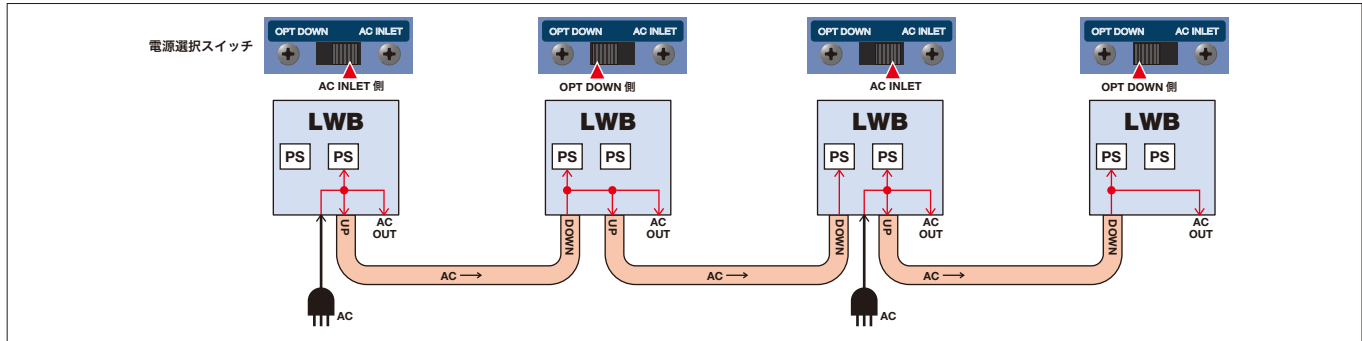 電源選択スイッチ
OPT DOWN AC INLET
AC INLET 側
OPT DOWN AC INLET
OPT DOWN 側
OPT DOWN AC INLET
AC INLET
OPT DOWN AC INLET
OPT DOWN 側
LWB
PS PS
UP
AC
OUT
LWB
PS PS
DOWN
UP
AC
OUT
LWB
PS PS
DOWN
UP
AC
OUT
LWB
PS PS
DOWN
AC
OUT
AC →
AC →
AC →
AC
AC